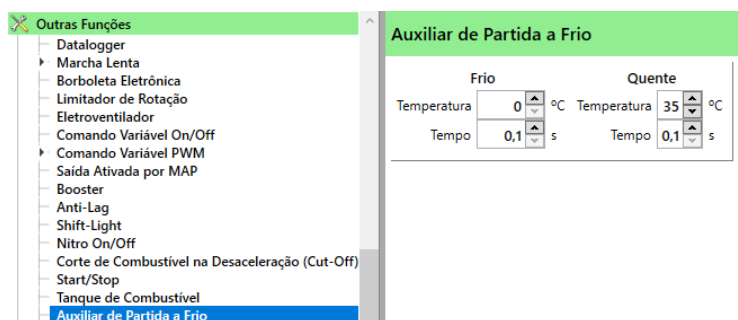 Outras Funções
Datalogger
Marcha Lenta
Borboleta Eletrônica
Limitador de Rotação
Eletroventilador
Comando Variável On/Off
Comando Variável PWM
Saída Ativada por MAP
Booster
Anti-Lag
Shift-Light
Nitro On/Off
Corte de Combustível na Desaceleração (Cut-Off)
Start/Stop
Tanque de Combustível
Auxiliar de Partida a Frio
Auxiliar de Partida a Frio
Frio Quente
Temperatura 0 ºC Temperatura 35 ºC
Tempo 0,1 s Tempo 0,1 s